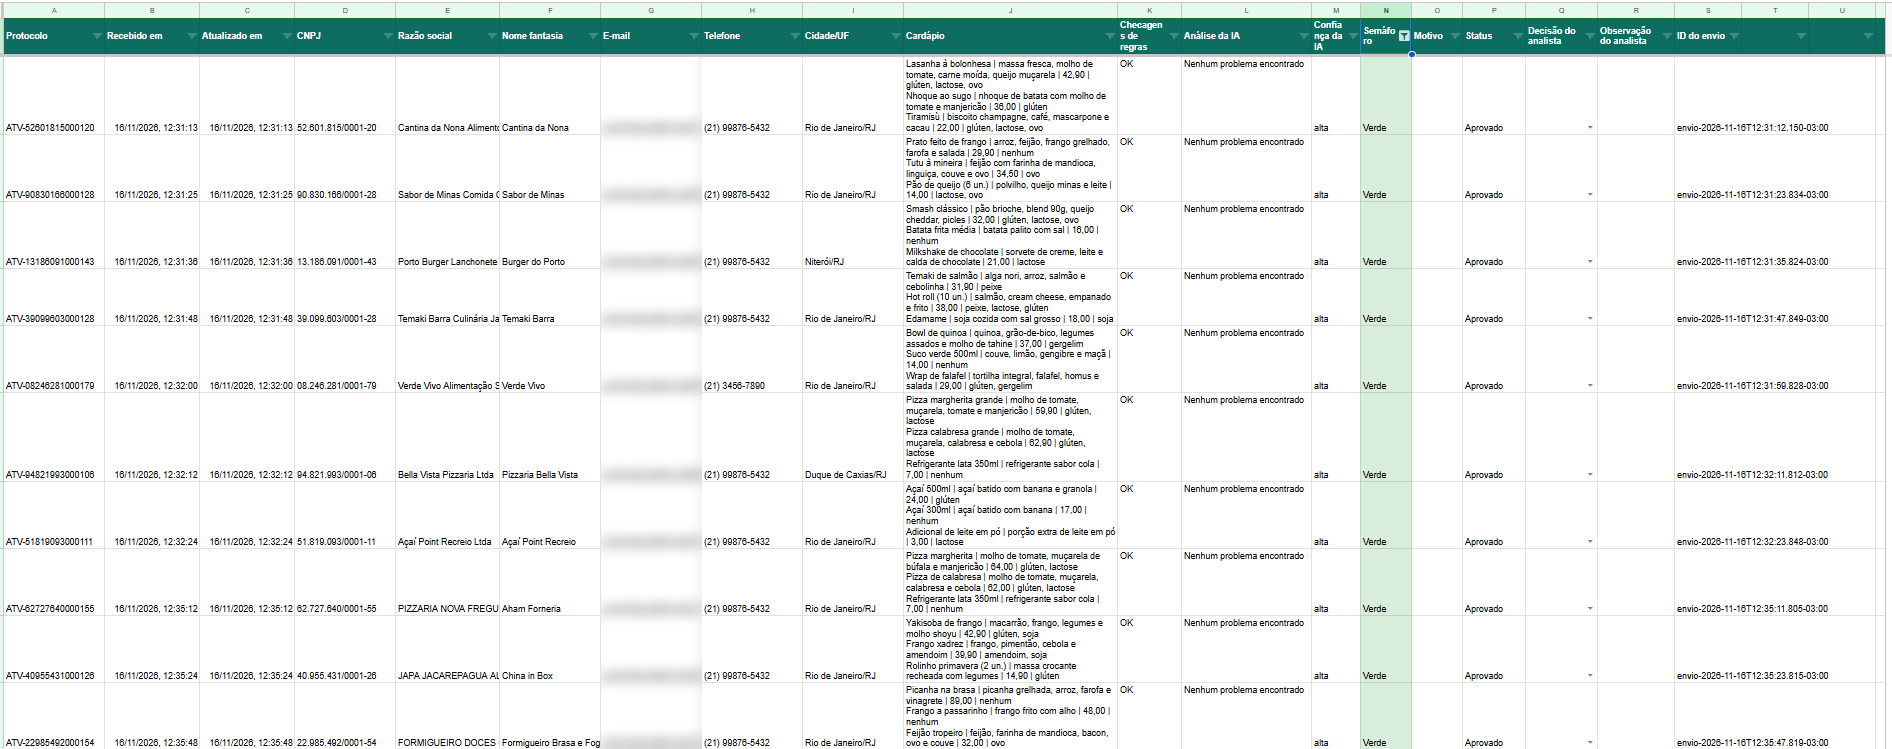 A B C D E F G H I J K L M N O P Q R S T U
Protocolo Recebido em Atualizado em CNPJ Razão social Nome fantasia E-mail Telefone Cidade/UF Cardápio Checagens de regras Análise da IA Confiança da IA Semáforo Motivo Status Decisão do analista Observação do analista ID do envio
Lasanha à bolonhesa | massa fresca, molho de
tomate, carne moída, queijo muçarela | 42,90 |
glúten, lactose, ovo
Nhoque ao sugo | nhoque de batata com molho de
tomate e manjericão | 36,00 | glúten
Tiramisù | biscoito champagne, café, mascarpone e
cacau | 22,00 | glúten, lactose, ovo
OK Nenhum problema encontrado
ATV-52601815000120 16/11/2026, 12:31:13 16/11/2026, 12:31:13 52.601.815/0001-20 Cantina da Nona Aliment Cantina da Nona (21) 99876-5432 Rio de Janeiro/RJ alta Verde Aprovado envio-2026-11-16T12:31:12.150-03:00
Prato feito de frango | arroz, feijão, frango grelhado,
farofa e salada | 29,90 | nenhum
Tutu à mineira | feijão com farinha de mandioca,
linguiça, couve e ovo | 34,50 | ovo
Pão de queijo (6 un.) | polvilho, queijo minas e leite |
14,00 | lactose, ovo
OK Nenhum problema encontrado
ATV-90830166000128 16/11/2026, 12:31:25 16/11/2026, 12:31:25 90.830.166/0001-28 Sabor de Minas Comida C Sabor de Minas (21) 99876-5432 Rio de Janeiro/RJ alta Verde Aprovado envio-2026-11-16T12:31:23.834-03:00
Smash clássico | pão brioche, blend 90g, queijo
cheddar, picles | 32,00 | glúten, lactose, ovo
Batata frita média | batata palito com sal | 16,00 |
nenhum
Milkshake de chocolate | sorvete de creme, leite e
calda de chocolate | 21,00 | lactose
OK Nenhum problema encontrado
ATV-13186091000143 16/11/2026, 12:31:36 16/11/2026, 12:31:36 13.186.091/0001-43 Porto Burger Lanchonete Burger do Porto (21) 99876-5432 Niterói/RJ alta Verde Aprovado envio-2026-11-16T12:31:35.824-03:00
Temaki de salmão | alga nori, arroz, salmão e
cebolinha | 31,90 | peixe
Hot roll (10 un.) | salmão, cream cheese, empanado
e frito | 38,00 | peixe, lactose, glúten
Edamame | soja cozida com sal grosso | 18,00 | soja
OK Nenhum problema encontrado
ATV-39099603000128 16/11/2026, 12:31:48 16/11/2026, 12:31:48 39.099.603/0001-28 Temaki Barra Culinária Ja Temaki Barra (21) 99876-5432 Rio de Janeiro/RJ alta Verde Aprovado envio-2026-11-16T12:31:47.849-03:00
Bowl de quinoa | quinoa, grão-de-bico, legumes
assados e molho de tahine | 37,00 | gergelim
Suco verde 500ml | couve, limão, gengibre e maçã |
14,00 | nenhum
Wrap de falafel | tortilha integral, falafel, homus e
salada | 29,00 | glúten, gergelim
OK Nenhum problema encontrado
ATV-08246281000179 16/11/2026, 12:32:00 16/11/2026, 12:32:00 08.246.281/0001-79 Verde Vivo Alimentação S Verde Vivo (21) 3456-7890 Rio de Janeiro/RJ alta Verde Aprovado envio-2026-11-16T12:31:59.828-03:00
Pizza margherita grande | molho de tomate,
muçarela, tomate e manjericão | 59,90 | glúten,
lactose
Pizza calabresa grande | molho de tomate,
muçarela, calabresa e cebola | 62,90 | glúten,
lactose
Refrigerante lata 350ml | refrigerante sabor cola |
7,00 | nenhum
OK Nenhum problema encontrado
ATV-94821993000106 16/11/2026, 12:32:12 16/11/2026, 12:32:12 94.821.993/0001-06 Bella Vista Pizzaria Ltda Pizzaria Bella Vista (21) 99876-5432 Duque de Caxias/RJ alta Verde Aprovado envio-2026-11-16T12:32:11.812-03:00
Açaí 500ml | açaí batido com banana e granola |
24,00 | glúten
Açaí 300ml | açaí batido com banana | 17,00 |
nenhum
Adicional de leite em pó | porção extra de leite em pó
| 3,00 | lactose
OK Nenhum problema encontrado
ATV-51819093000111 16/11/2026, 12:32:24 16/11/2026, 12:32:24 51.819.093/0001-11 Açaí Point Recreio Ltda Açaí Point Recreio (21) 99876-5432 Rio de Janeiro/RJ alta Verde Aprovado envio-2026-11-16T12:32:23.848-03:00
Pizza margherita | molho de tomate, muçarela de
búfala e manjericão | 64,00 | glúten, lactose
Pizza de calabresa | molho de tomate, muçarela,
calabresa e cebola | 62,00 | glúten, lactose
Refrigerante lata 350ml | refrigerante sabor cola |
7,00 | nenhum
OK Nenhum problema encontrado
ATV-62727640000155 16/11/2026, 12:35:12 16/11/2026, 12:35:12 62.727.640/0001-55 PIZZARIA NOVA FREGU Aham Forneria (21) 99876-5432 Rio de Janeiro/RJ alta Verde Aprovado envio-2026-11-16T12:35:11.805-03:00
Yakisoba de frango | macarrão, frango, legumes e
molho shoyu | 42,90 | glúten, soja
Frango xadrez | frango, pimentão, cebola e
amendoim | 39,90 | amendoim, soja
Rolinho primavera (2 un.) | massa crocante
recheada com legumes | 14,90 | glúten
OK Nenhum problema encontrado
ATV-40955431000126 16/11/2026, 12:35:24 16/11/2026, 12:35:24 40.955.431/0001-26 JAPA JACAREPAGUA AL China in Box (21) 99876-5432 Rio de Janeiro/RJ alta Verde Aprovado envio-2026-11-16T12:35:23.815-03:00
Picanha na brasa | picanha grelhada, arroz, farofa e
vinagrete | 89,00 | nenhum
Frango a passarinho | frango frito com alho | 48,00 |
nenhum
Feijão tropeiro | feijão, farinha de mandioca, bacon,
ovo e couve | 32,00 | ovo
OK Nenhum problema encontrado
ATV-22985492000154 16/11/2026, 12:35:48 16/11/2026, 12:35:48 22.985.492/0001-54 FORMIGUEIRO DOCES Formigueiro Brasa e Fog (21) 99876-5432 Rio de Janeiro/RJ alta Verde Aprovado envio-2026-11-16T12:35:47.819-03:00